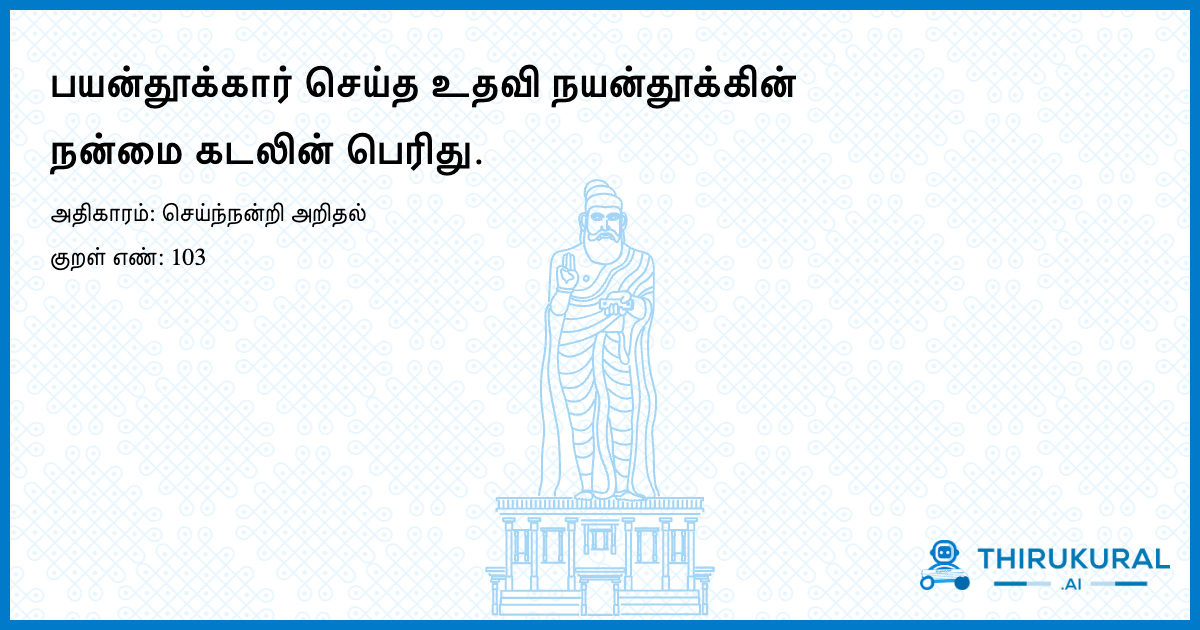 பயன்தூக்கார் செய்த உதவி நயன்தூக்கின்
நன்மை கடலின் பெரிது.
அதிகாரம்: செய்ந்நன்றி அறிதல்
குறள் எண்: 103
THIRUKURAL
.AI